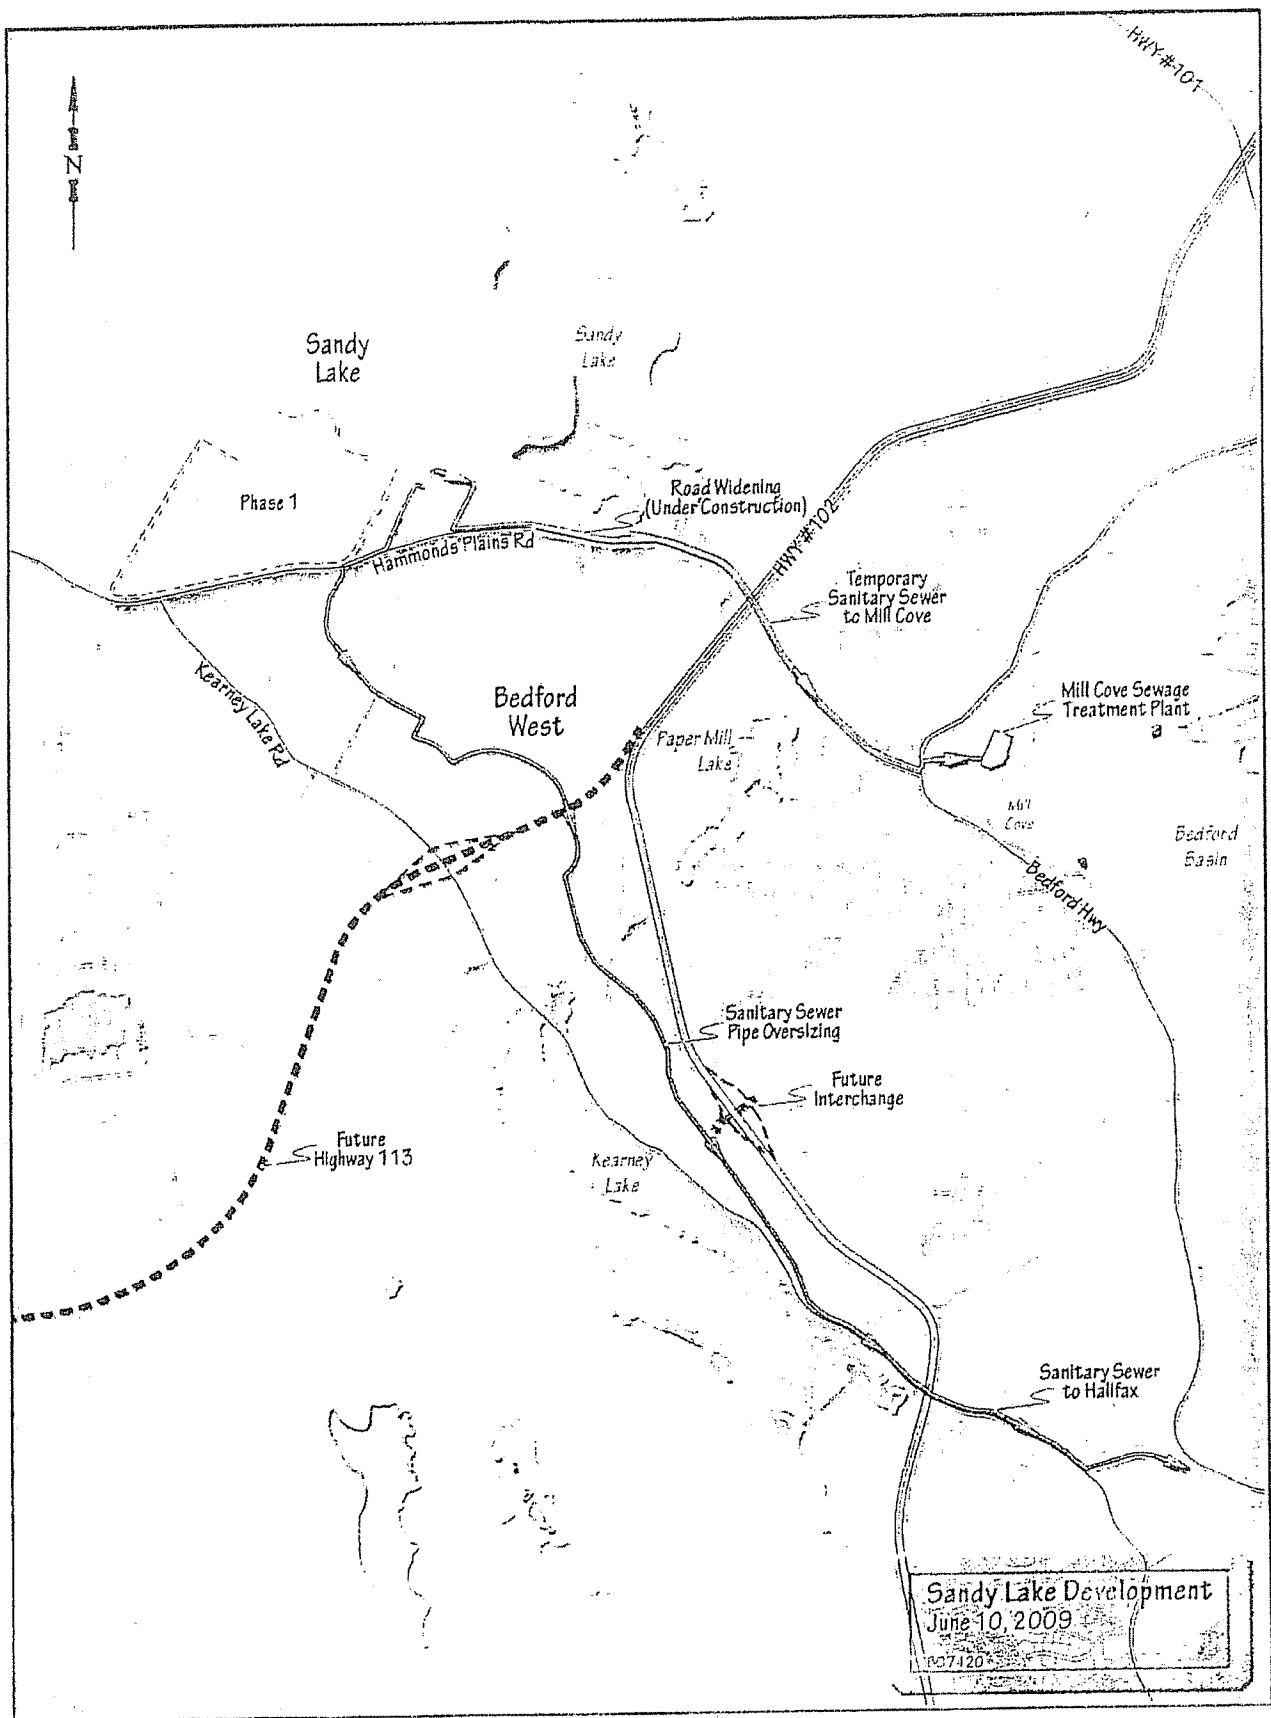 HWY #101
N
Sandy
Lake
Sandy
Lake
Phase 1
Road Widening
(Under Construction)
Hammonds Plains Rd
HWY #102
Temporary
Sanitary Sewer
to Mill Cove
Kearney Lake Rd
Bedford
West
Mill Cove Sewage
Treatment Plant
Paper Mill
Lake
Mill
Cove
Bedford
Basin
Bedford Hwy
Sanitary Sewer
Pipe Oversizing
Future
Interchange
Future
Highway 113
Kearney
Lake
Sanitary Sewer
to Halifax
Sandy Lake Development
June 10, 2009